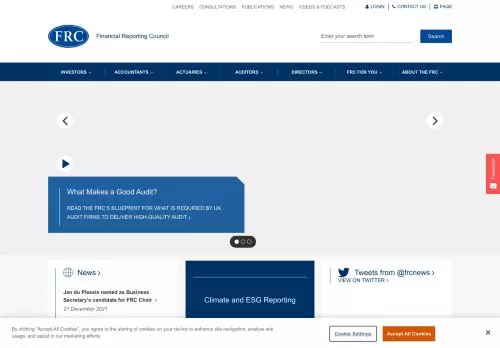 CAREERS CONSULTATIONS PUBLICATIONS NEWS VIDEOS & PODCASTS LOGIN CONTACT US PAGE
FRC Financial Reporting Council
Enter your search term Search
INVESTORS ACCOUNTANTS ACTUARIES AUDITORS DIRECTORS FRC FOR YOU ABOUT THE FRC
Feedback
What Makes a Good Audit?
READ THE FRC'S BLUEPRINT FOR WHAT IS REQUIRED BY UK
AUDIT FIRMS TO DELIVER HIGH-QUALITY AUDIT
News
Jan du Plessis named as Business
Secretary's candidate for FRC Chair
21 December 2021
Climate and ESG Reporting
Tweets from @frcnews
VIEW ON TWITTER
By clicking "Accept All Cookies", you agree to the storing of cookies on your device to enhance site navigation, analyse site
usage, and assist in our marketing efforts.
Cookie Settings
Accept All Cookies